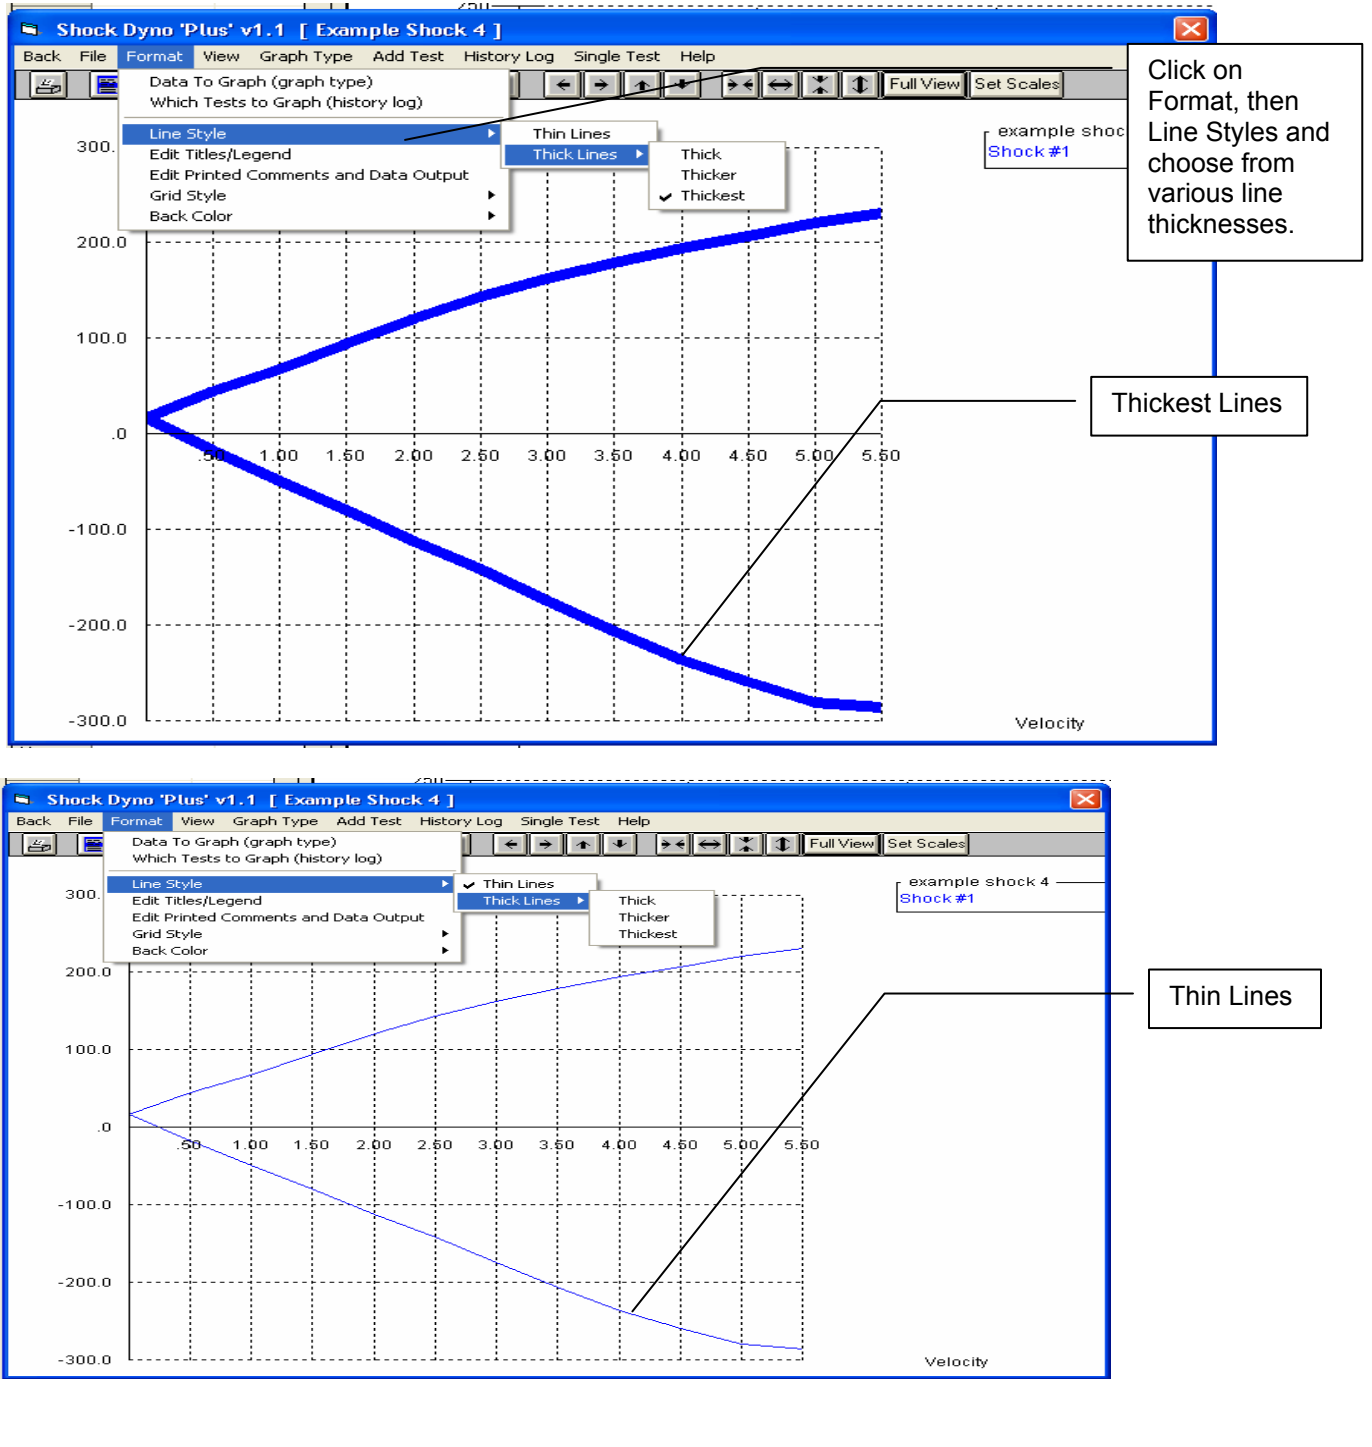 250
Shock Dyno 'Plus' v1.1 [ Example Shock 4 ]
Back File Format View Graph Type Add Test History Log Single Test Help
Full View Set Scales
Data To Graph (graph type)
Which Tests to Graph (history log)
Line Style
Edit Titles/Legend
Edit Printed Comments and Data Output
Grid Style
Back Color
Thin Lines
Thick Lines
Thick
Thicker
Thickest
Click on
Format, then
Line Styles and
choose from
various line
thicknesses.
example shoc
Shock #1
300.
200.0
100.0
.0
-100.0
-200.0
-300.0
.50 1.00 1.50 2.00 2.50 3.00 3.50 4.00 4.50 5.00 5.50
Velocity
Thickest Lines
250
Shock Dyno 'Plus' v1.1 [ Example Shock 4 ]
Back File Format View Graph Type Add Test History Log Single Test Help
Full View Set Scales
Data To Graph (graph type)
Which Tests to Graph (history log)
Line Style
Edit Titles/Legend
Edit Printed Comments and Data Output
Grid Style
Back Color
Thin Lines
Thick Lines
Thick
Thicker
Thickest
example shock 4
Shock #1
300.
200.0
100.0
.0
-100.0
-200.0
-300.0
.50 1.00 1.50 2.00 2.50 3.00 3.50 4.00 4.50 5.00 5.50
Velocity
Thin Lines